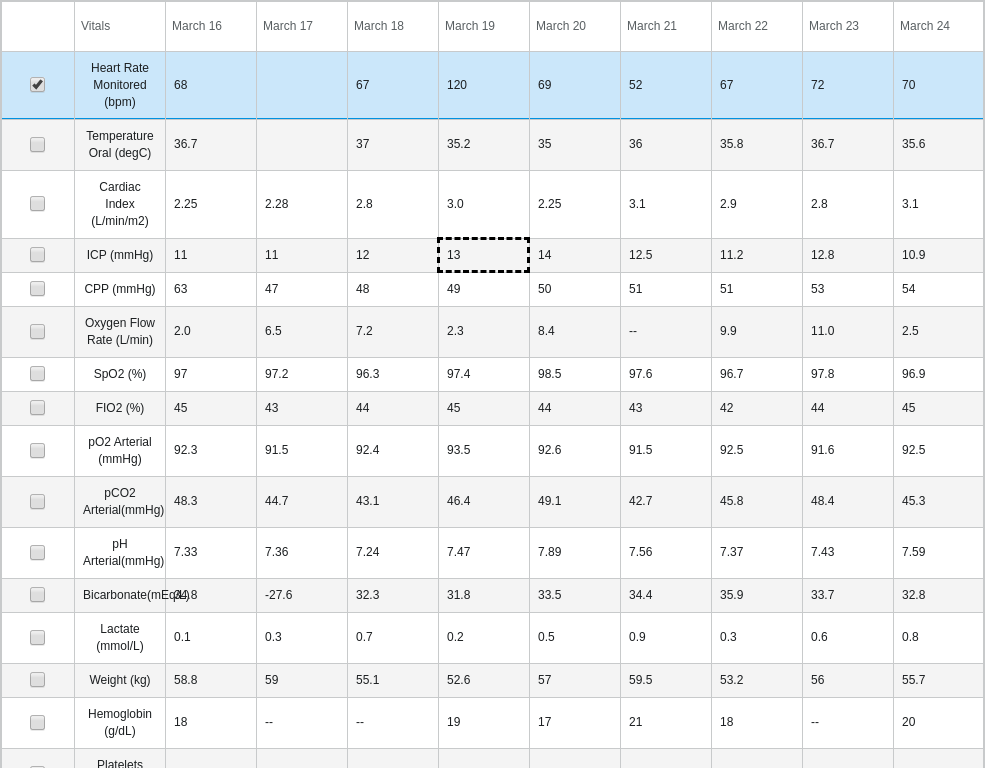 Vitals March 16 March 17 March 18 March 19 March 20 March 21 March 22 March 23 March 24
Heart Rate
Monitored
(bpm)
68 67 120 69 52 67 72 70
Temperature
Oral (degC)
36.7 37 35.2 35 36 35.8 36.7 35.6
Cardiac
Index
(L/min/m2)
2.25 2.28 2.8 3.0 2.25 3.1 2.9 2.8 3.1
ICP (mmHg) 11 11 12 13 14 12.5 11.2 12.8 10.9
CPP (mmHg) 63 47 48 49 50 51 51 53 54
Oxygen Flow
Rate (L/min)
2.0 6.5 7.2 2.3 8.4 -- 9.9 11.0 2.5
SpO2 (%) 97 97.2 96.3 97.4 98.5 97.6 96.7 97.8 96.9
FIO2 (%) 45 43 44 45 44 43 42 44 45
pO2 Arterial
(mmHg)
92.3 91.5 92.4 93.5 92.6 91.5 92.5 91.6 92.5
pCO2
Arterial(mmHg)
48.3 44.7 43.1 46.4 49.1 42.7 45.8 48.4 45.3
pH
Arterial(mmHg)
7.33 7.36 7.24 7.47 7.89 7.56 7.37 7.43 7.59
Bicarbonate(mEq/L) -27.6 32.3 31.8 33.5 34.4 35.9 33.7 32.8
Lactate
(mmol/L)
0.1 0.3 0.7 0.2 0.5 0.9 0.3 0.6 0.8
Weight (kg) 58.8 59 55.1 52.6 57 59.5 53.2 56 55.7
Hemoglobin
(g/dL)
18 -- -- 19 17 21 18 -- 20
Platelets